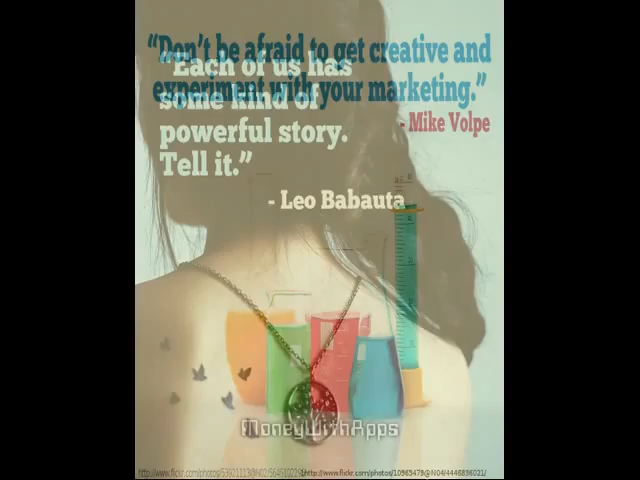 “Don’t be afraid to get creative and
experiment with your marketing.”
- Mike Volpe
“Each of us has
some kind of
powerful story.
Tell it.”
- Leo Babauta
MoneyWithApps